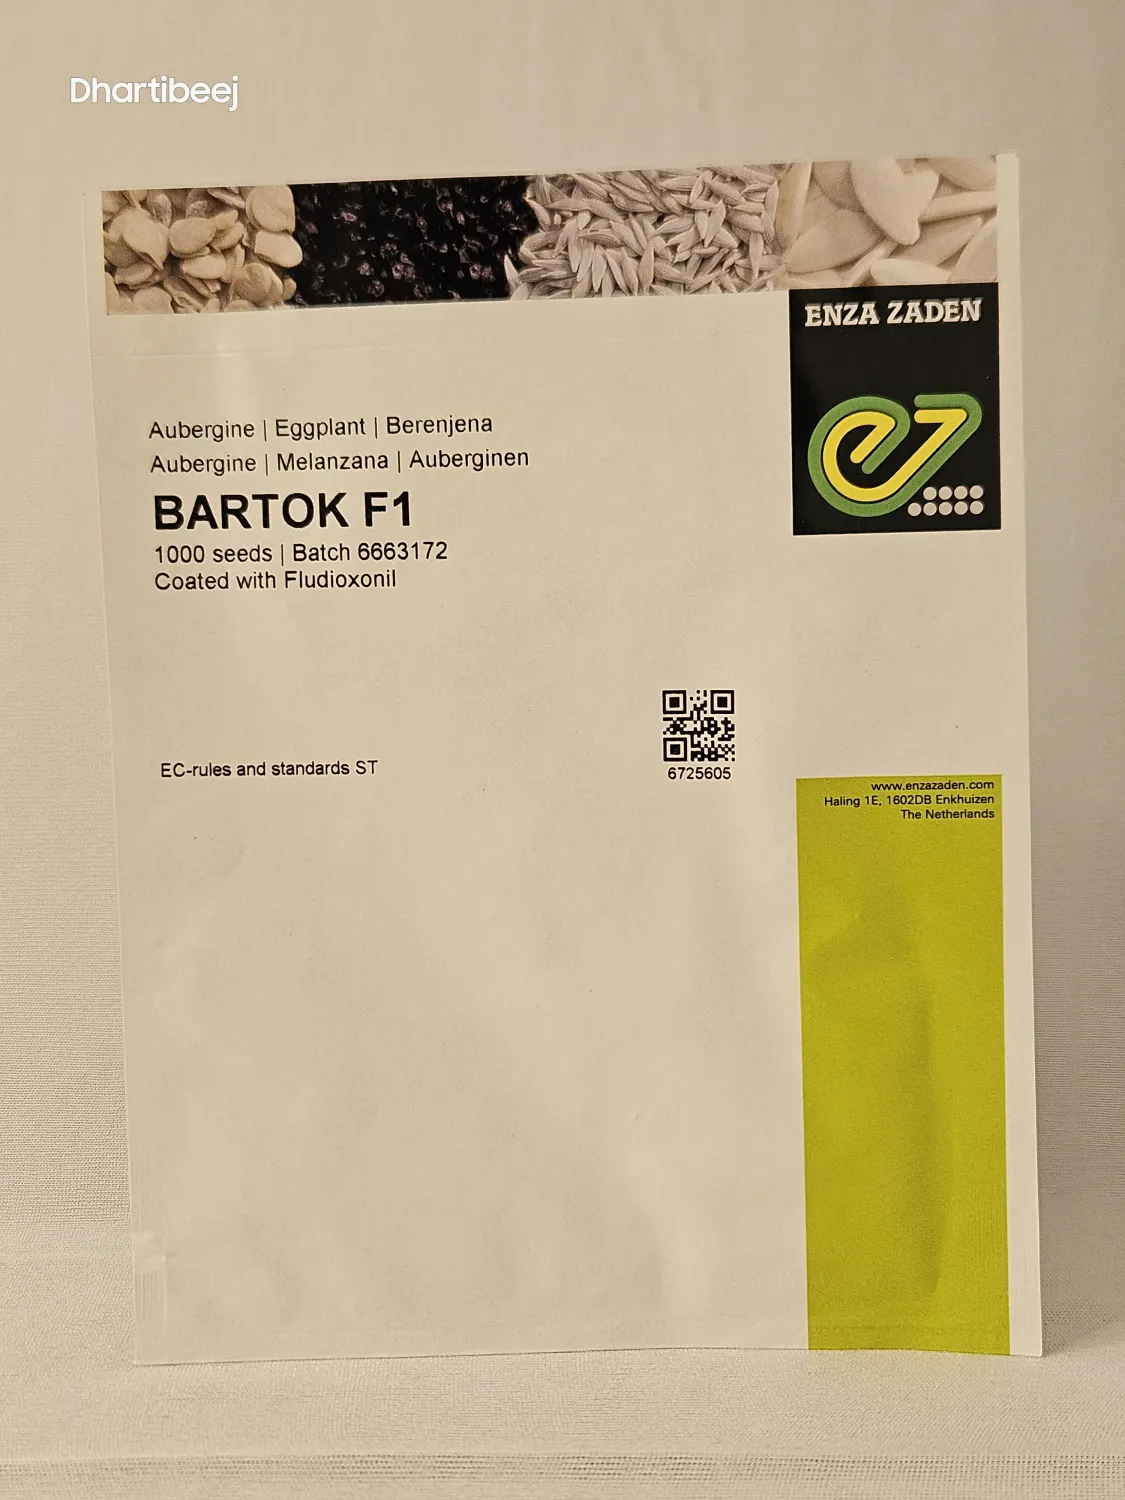 Dhartibeej
ENZA ZADEN
Aubergine | Eggplant | Berenjena
Aubergine | Melanzana | Auberginen
BARTOK F1
1000 seeds | Batch 6663172
Coated with Fludioxonil
6725605
EC-rules and standards ST
www.enzazaden.com
Haling 1E, 1602DB Enkhuizen
The Netherlands